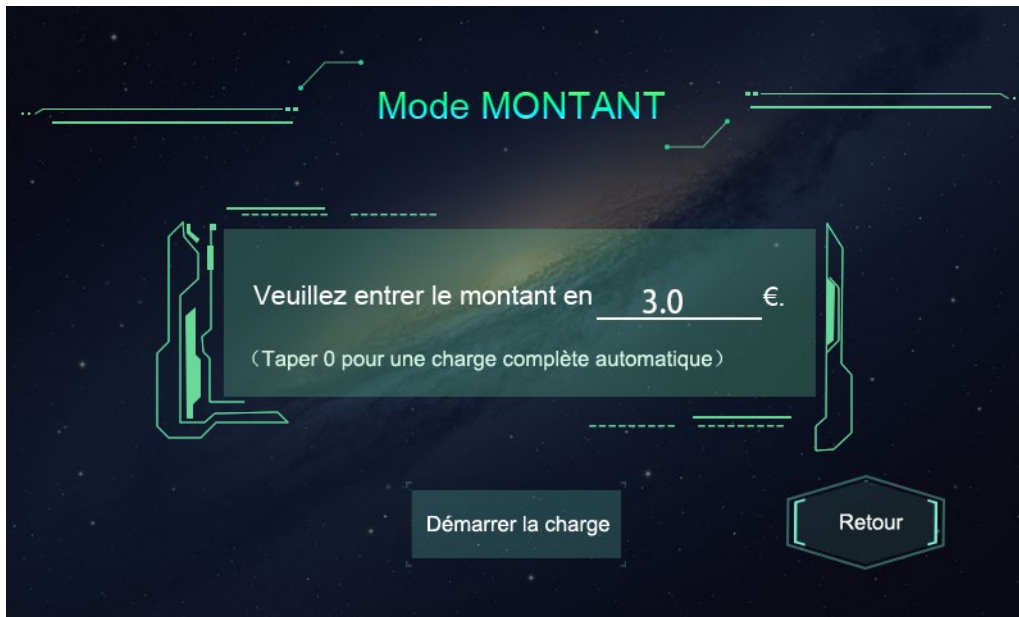 Mode MONTANT
Veuillez entrer le montant en 3.0 €.
（Taper 0 pour une charge complète automatique）
Démarrer la charge
Retour